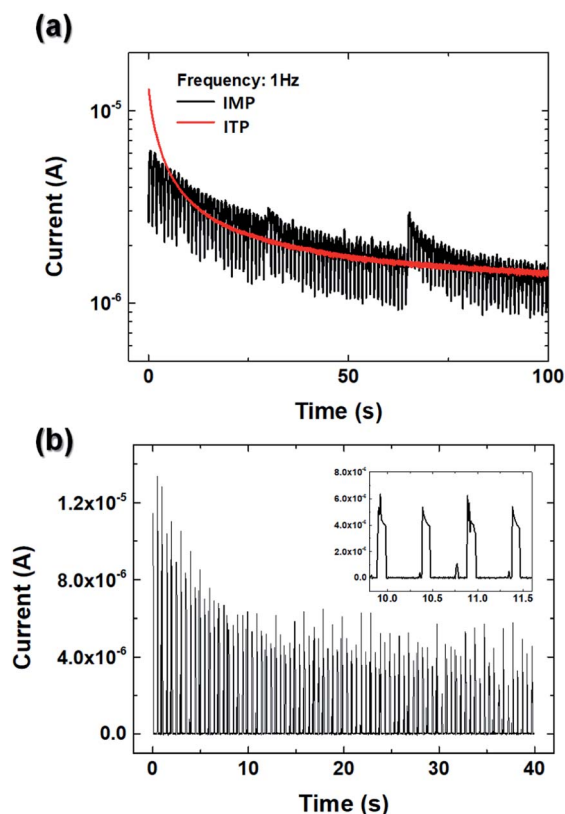 (a)
Frequency: 1Hz
IMP
ITP
10⁻⁵
10⁻⁶
Current (A)
0 50 100
Time (s)
(b)
8.0x10⁻⁶
6.0x10⁻⁶
4.0x10⁻⁶
2.0x10⁻⁶
0.0
10.0 10.5 11.0 11.5
1.2x10⁻⁵
8.0x10⁻⁶
4.0x10⁻⁶
0.0
Current (A)
0 10 20 30 40
Time (s)